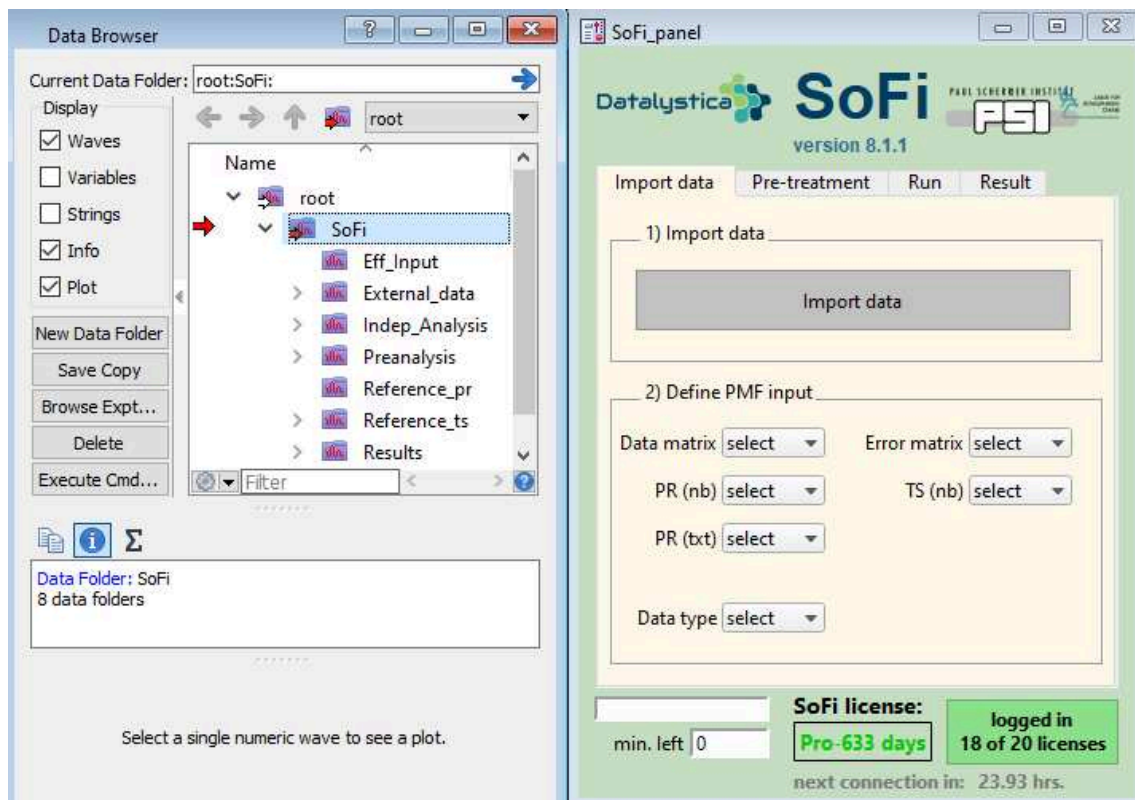 Data Browser
Current Data Folder: root:SoFi:
Display
Waves
Variables
Strings
Info
Plot
New Data Folder
Save Copy
Browse Expt...
Delete
Execute Cmd...
root
Name
root
SoFi
Eff_Input
External_data
Indep_Analysis
Preanalysis
Reference_pr
Reference_ts
Results
Filter
Σ
Data Folder: SoFi
8 data folders
Select a single numeric wave to see a plot.
SoFi_panel
Datalystica
SoFi
version 8.1.1
PAUL SCHERRER INSTITUT
PSI
Import data Pre-treatment Run Result
1) Import data
Import data
2) Define PMF input
Data matrix select Error matrix select
PR (nb) select TS (nb) select
PR (txt) select
Data type select
min. left 0
SoFi license:
Pro-633 days
logged in
18 of 20 licenses
next connection in: 23.93 hrs.